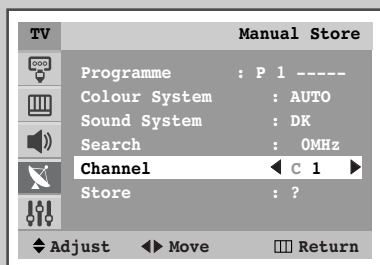 TV Manual Store
Programme : P 1 -----
Colour System : AUTO
Sound System : DK
Search : 0MHz
Channel ◀ C 1 ▶
Store : ?
Adjust Move Return